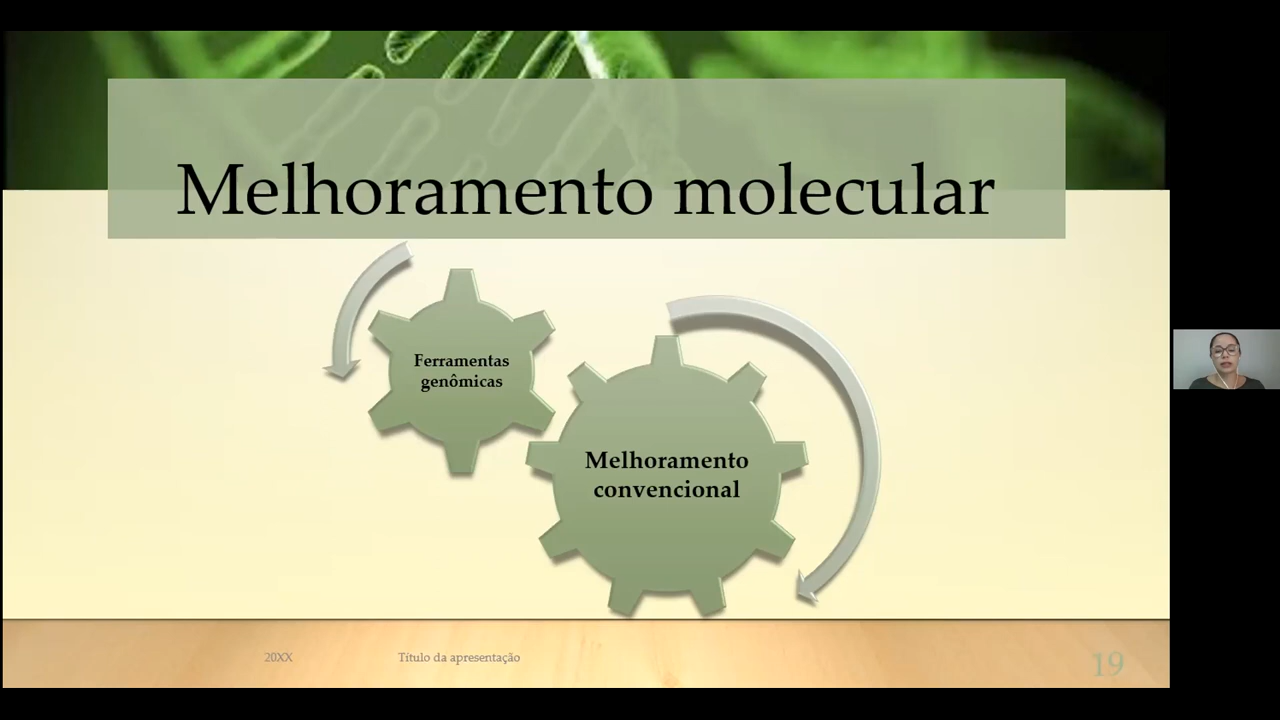 Melhoramento molecular
Ferramentas
genômicas
Melhoramento
convencional
20XX
Título da apresentação
19